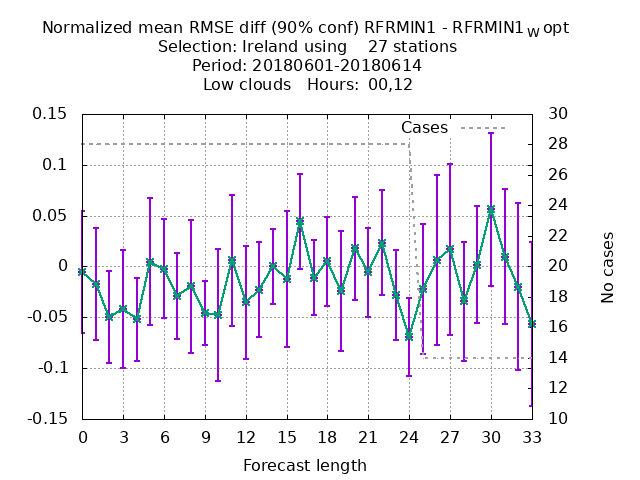 Normalized mean RMSE diff (90% conf) RFRMIN1 - RFRMIN1W opt
Selection: Ireland using 27 stations
Period: 20180601-20180614
Low clouds Hours: 00,12
Cases
0.15
0.1
0.05
0
-0.05
-0.1
-0.15
30
28
26
24
22
20
18
16
14
12
10
No cases
0 3 6 9 12 15 18 21 24 27 30 33
Forecast length